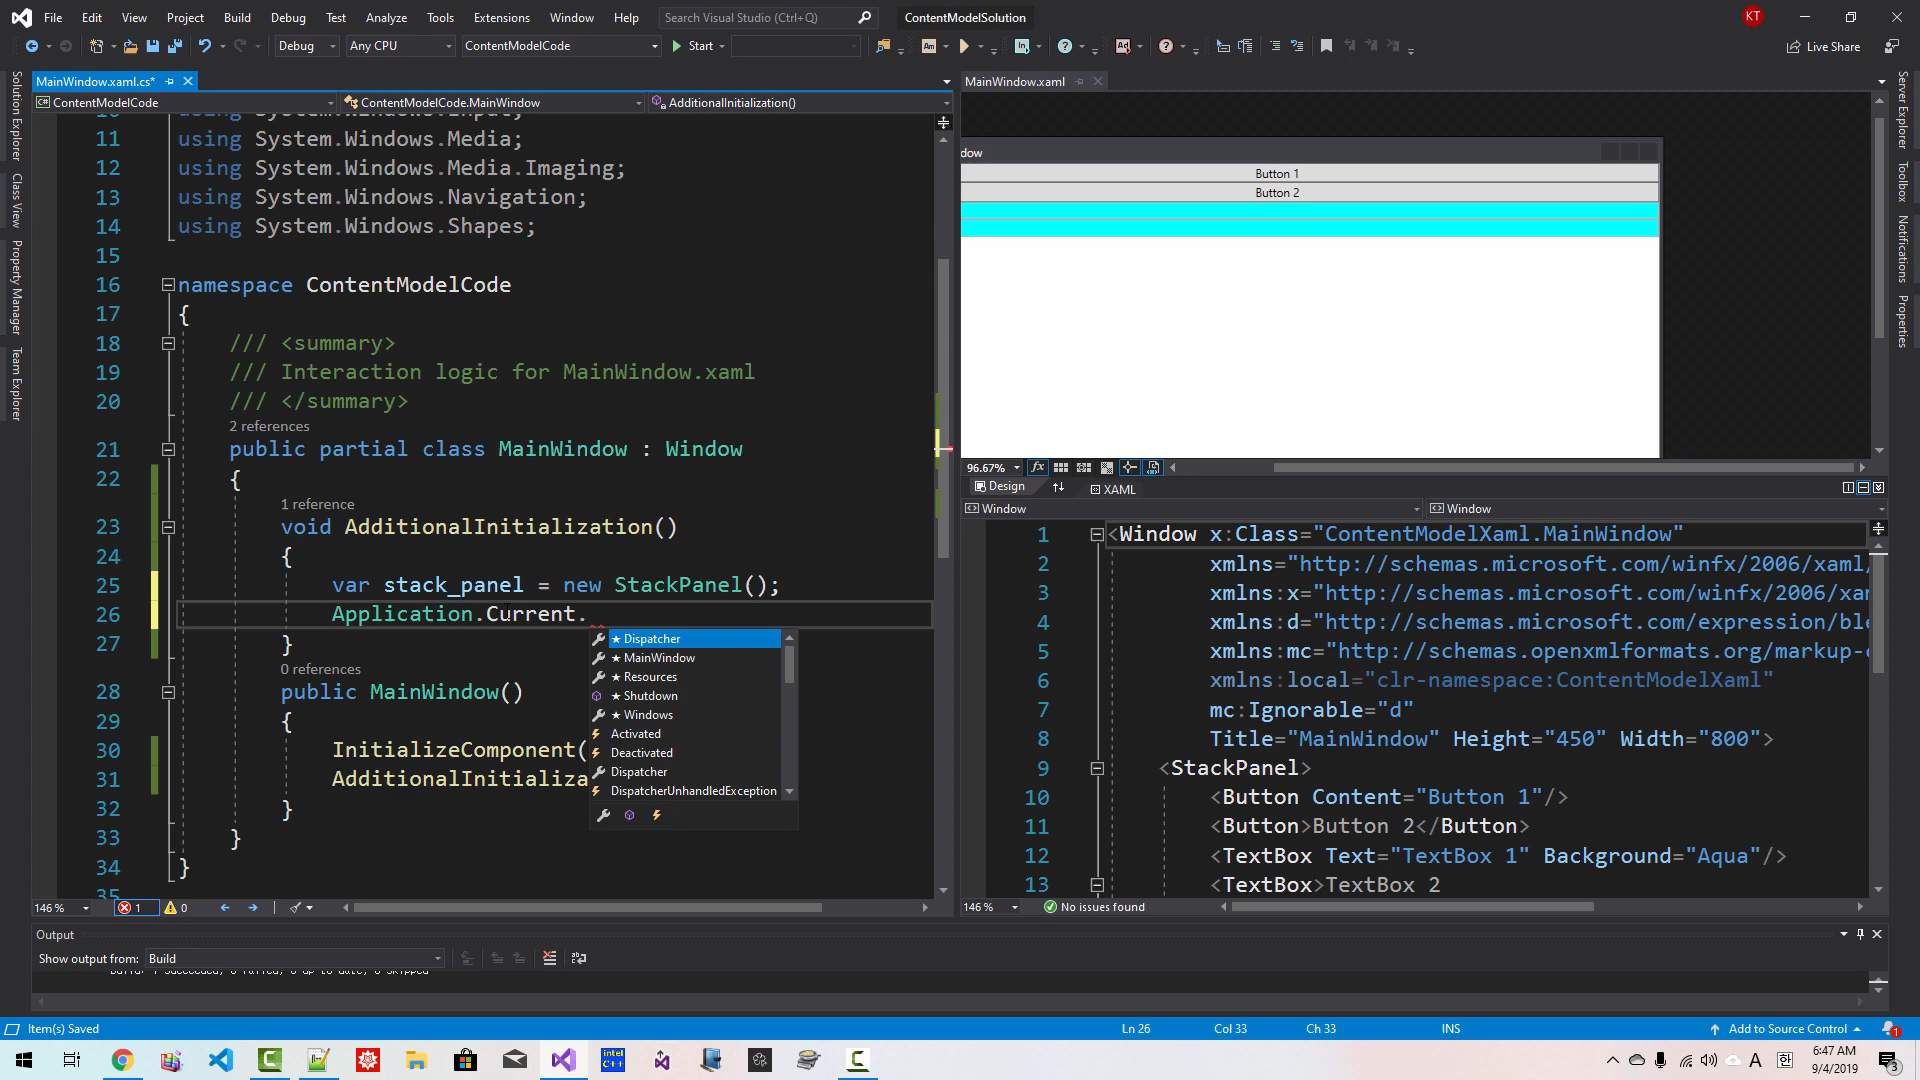 File Edit View Project Build Debug Test Analyze Tools Extensions Window Help Search Visual Studio (Ctrl+Q) ContentModelSolution KT
Debug Any CPU ContentModelCode Start Live Share
MainWindow.xaml.cs*
ContentModelCode ContentModelCode.MainWindow AdditionalInitialization()
Solution Explorer
Class View
Property Manager
Team Explorer
11 using System.Windows.Media;
12 using System.Windows.Media.Imaging;
13 using System.Windows.Navigation;
14 using System.Windows.Shapes;
15
16 namespace ContentModelCode
17 {
18 /// <summary>
19 /// Interaction logic for MainWindow.xaml
20 /// </summary>
2 references
21 public partial class MainWindow : Window
22 {
1 reference
23 void AdditionalInitialization()
24 {
25 var stack_panel = new StackPanel();
26 Application.Current.
27 }
0 references
28 public MainWindow()
29 {
30 InitializeComponent(
31 AdditionalInitializa
32 }
33 }
34 }
35
★ Dispatcher
★ MainWindow
★ Resources
★ Shutdown
★ Windows
Activated
Deactivated
Dispatcher
DispatcherUnhandledException
146 % 1 0
MainWindow.xaml
dow
Button 1
Button 2
96.67%
Design XAML
Window Window
1 <Window x:Class="ContentModelXaml.MainWindow"
2 xmlns="http://schemas.microsoft.com/winfx/2006/xaml/
3 xmlns:x="http://schemas.microsoft.com/winfx/2006/xam
4 xmlns:d="http://schemas.microsoft.com/expression/ble
5 xmlns:mc="http://schemas.openxmlformats.org/markup-c
6 xmlns:local="clr-namespace:ContentModelXaml"
7 mc:Ignorable="d"
8 Title="MainWindow" Height="450" Width="800">
9 <StackPanel>
10 <Button Content="Button 1"/>
11 <Button>Button 2</Button>
12 <TextBox Text="TextBox 1" Background="Aqua"/>
13 <TextBox>TextBox 2
146 % No issues found
Server Explorer
Toolbox
Notifications
Properties
Output
Show output from: Build
Item(s) Saved Ln 26 Col 33 Ch 33 INS Add to Source Control 1
intel C++
A 한 6:47 AM
9/4/2019 3